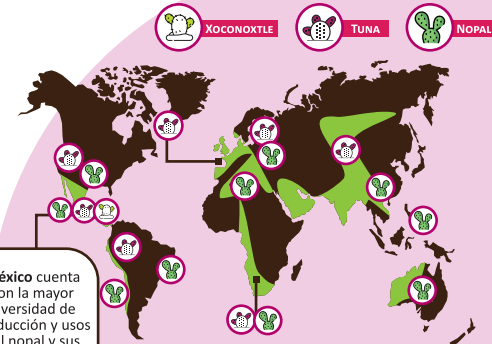 XOCONOXTLE
TUNA
NOPAL
éxico cuenta
on la mayor
versidad de
ducción y usos
l nopal y sus